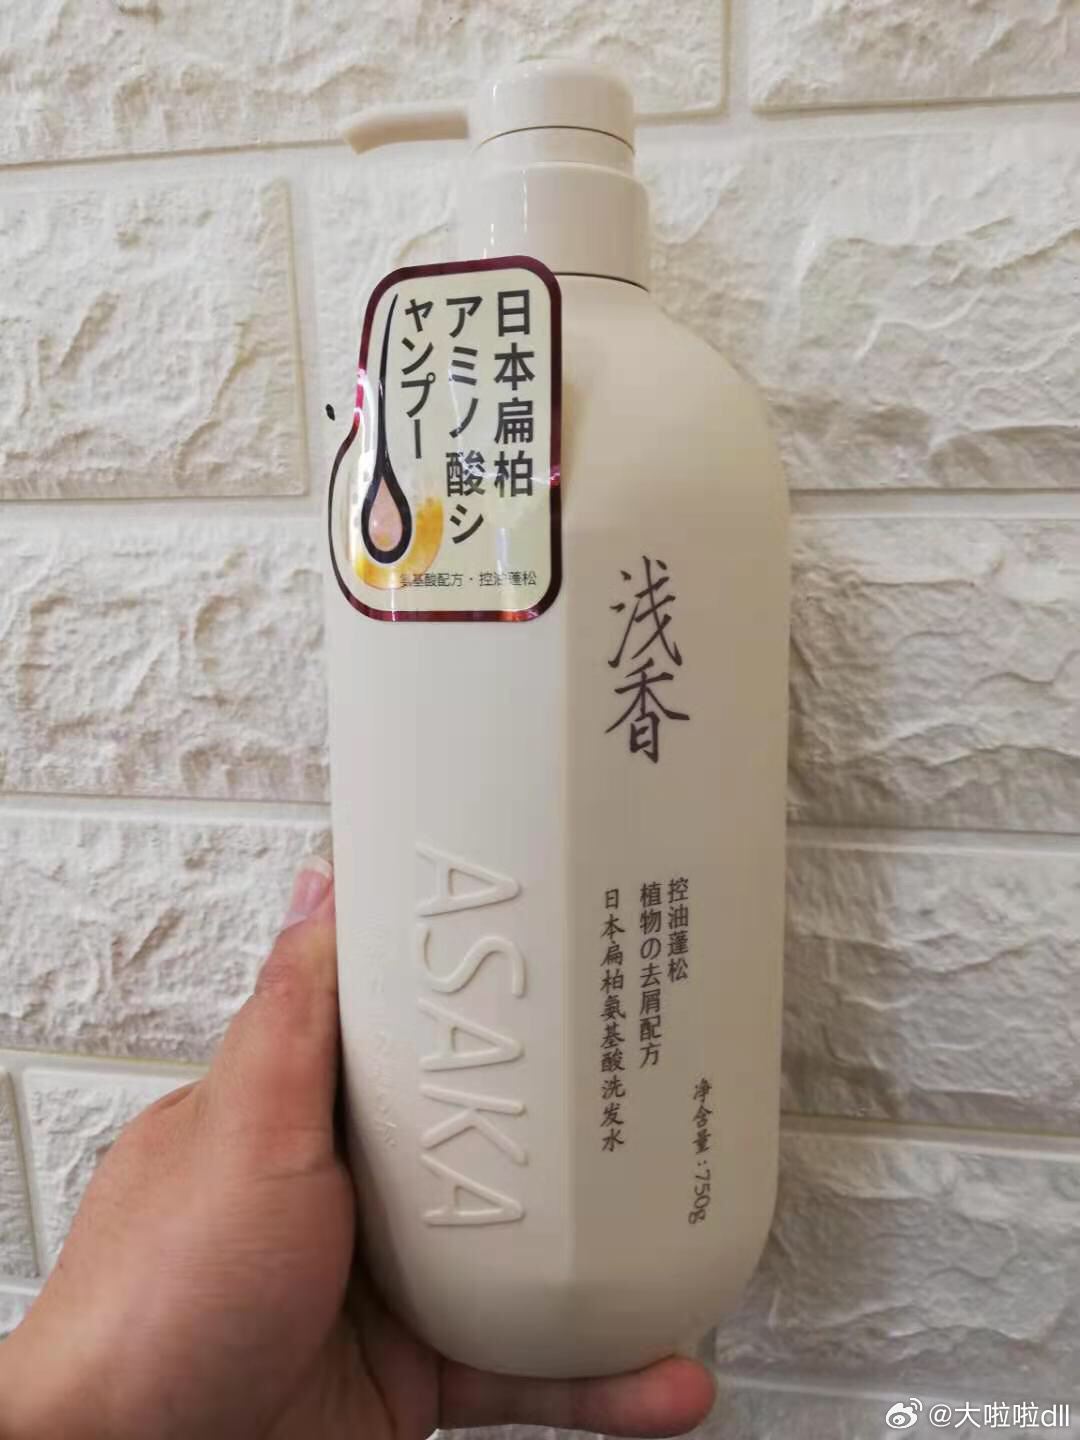 日本扁柏
アミノ酸シ
ャンプー
氨基酸配方·控油蓬松
浅香
ASAKA
控油蓬松
植物の去屑配方
日本扁柏氨基酸洗发水
净含量:750g
@大啦啦dll